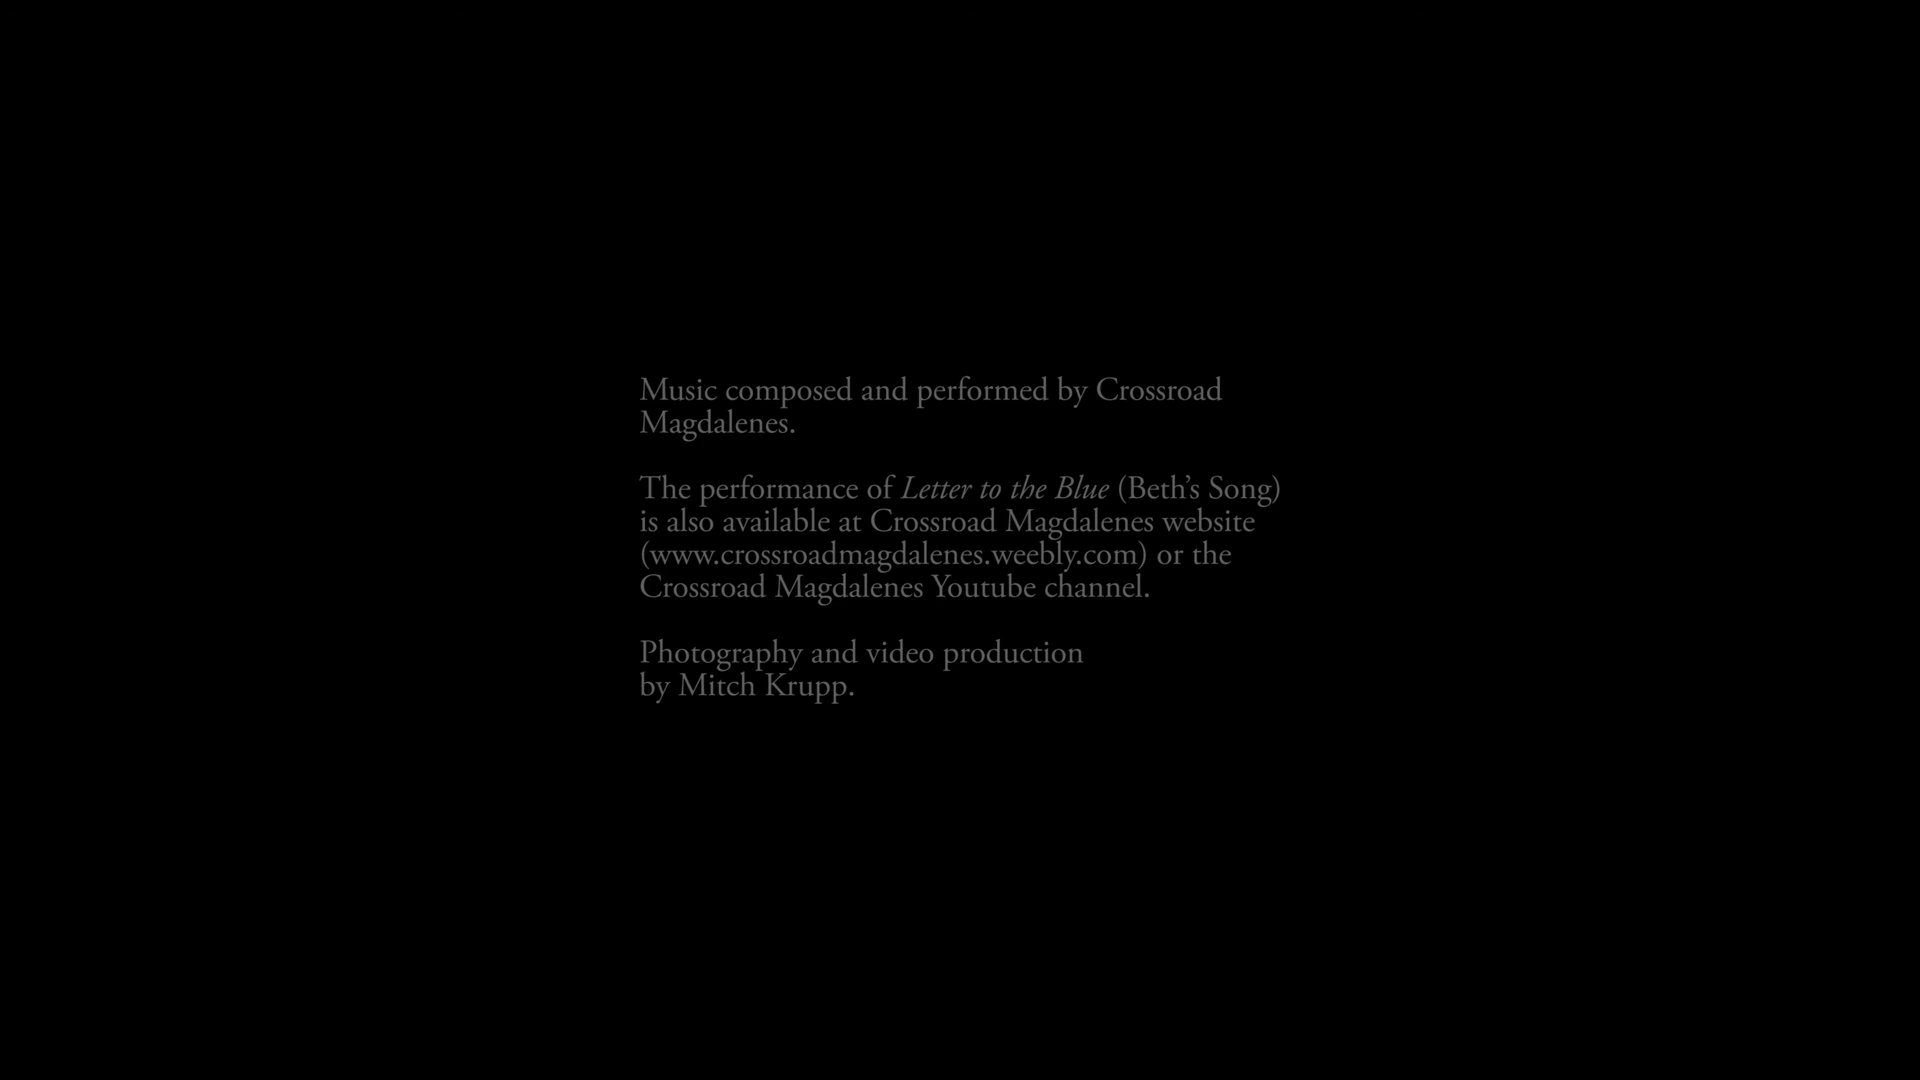 Music composed and performed by Crossroad
Magdalenes.
The performance of Letter to the Blue (Beth’s Song)
is also available at Crossroad Magdalenes website
(www.crossroadmagdalenes.weebly.com) or the
Crossroad Magdalenes Youtube channel.
Photography and video production
by Mitch Krupp.